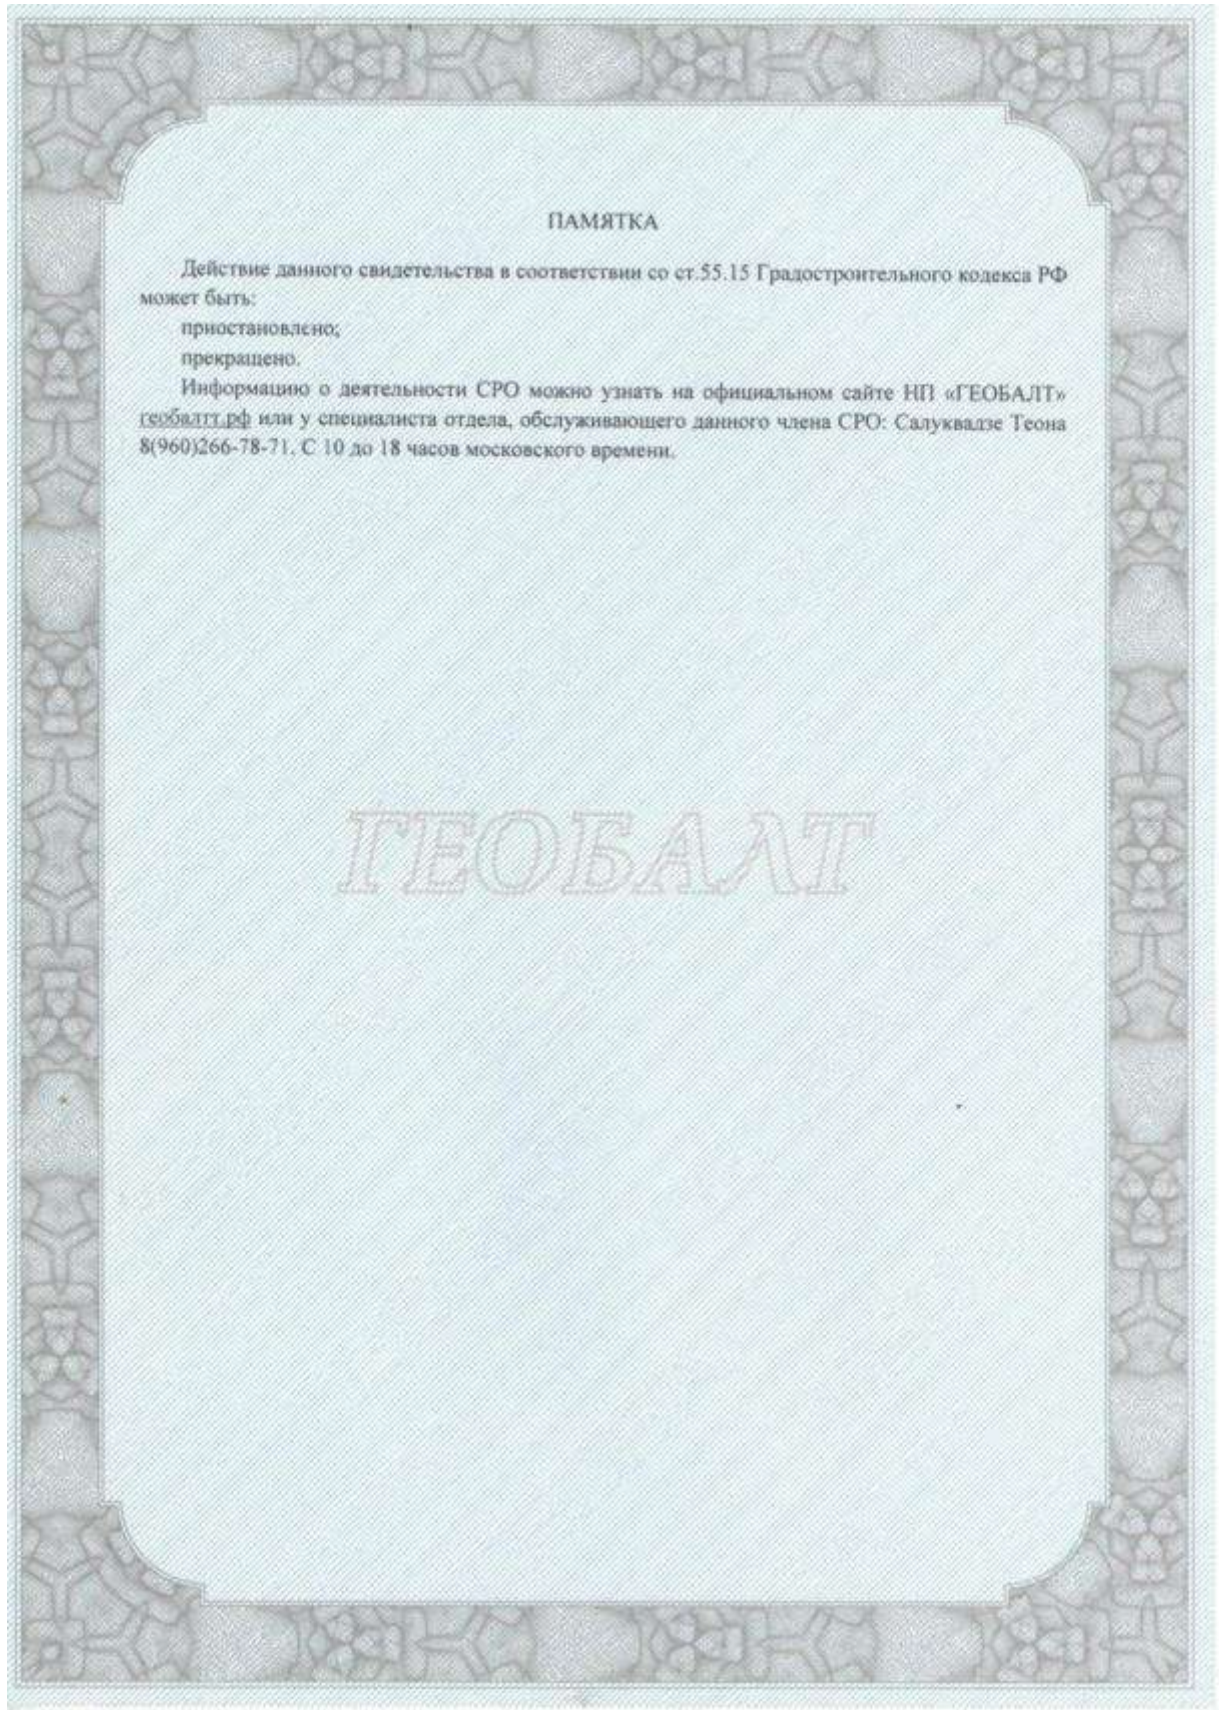 ПАМЯТКА
Действие данного свидетельства в соответствии со ст.55.15 Градостроительного кодекса РФ
может быть:
приостановлено;
прекращено.
Информацию о деятельности СРО можно узнать на официальном сайте НП «ГЕОБАЛТ»
геобалтт.рф или у специалиста отдела, обслуживающего данного члена СРО: Салуквадзе Теона
8(960)266-78-71. С 10 до 18 часов московского времени.
ГЕОБАЛТ